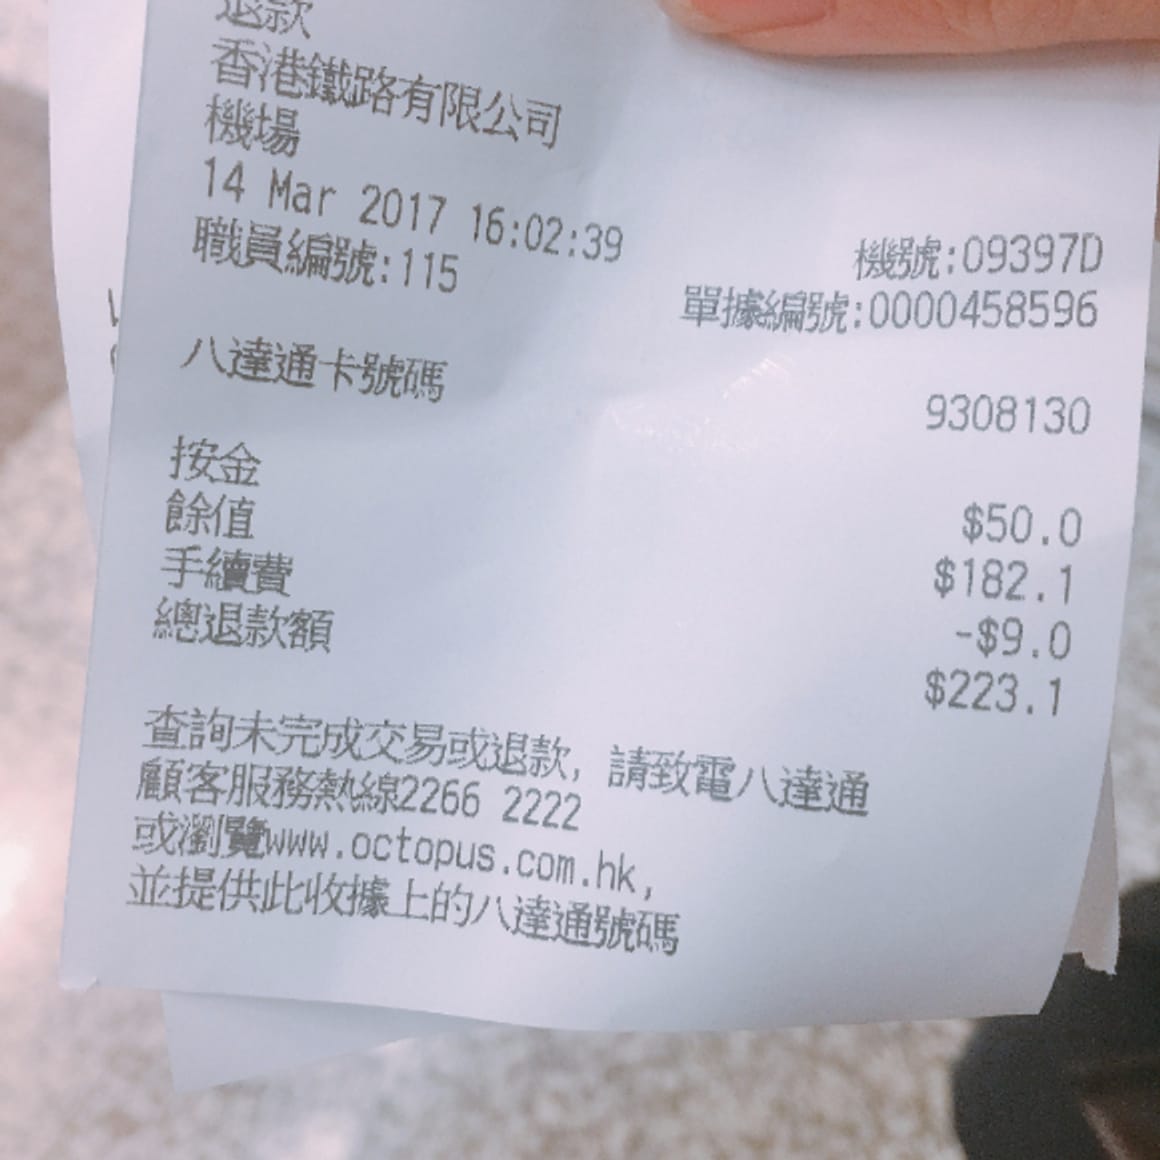 退款
香港鐵路有限公司
機場
14 Mar 2017 16:02:39
機號:09397D
職員編號:115
單據編號:0000458596
八達通卡號碼
9308130
按金 $50.0
餘值 $182.1
手續費 -$9.0
總退款額 $223.1
查詢未完成交易或退款, 請致電八達通
顧客服務熱線2266 2222
或瀏覽www.octopus.com.hk,
並提供此收據上的八達通號碼